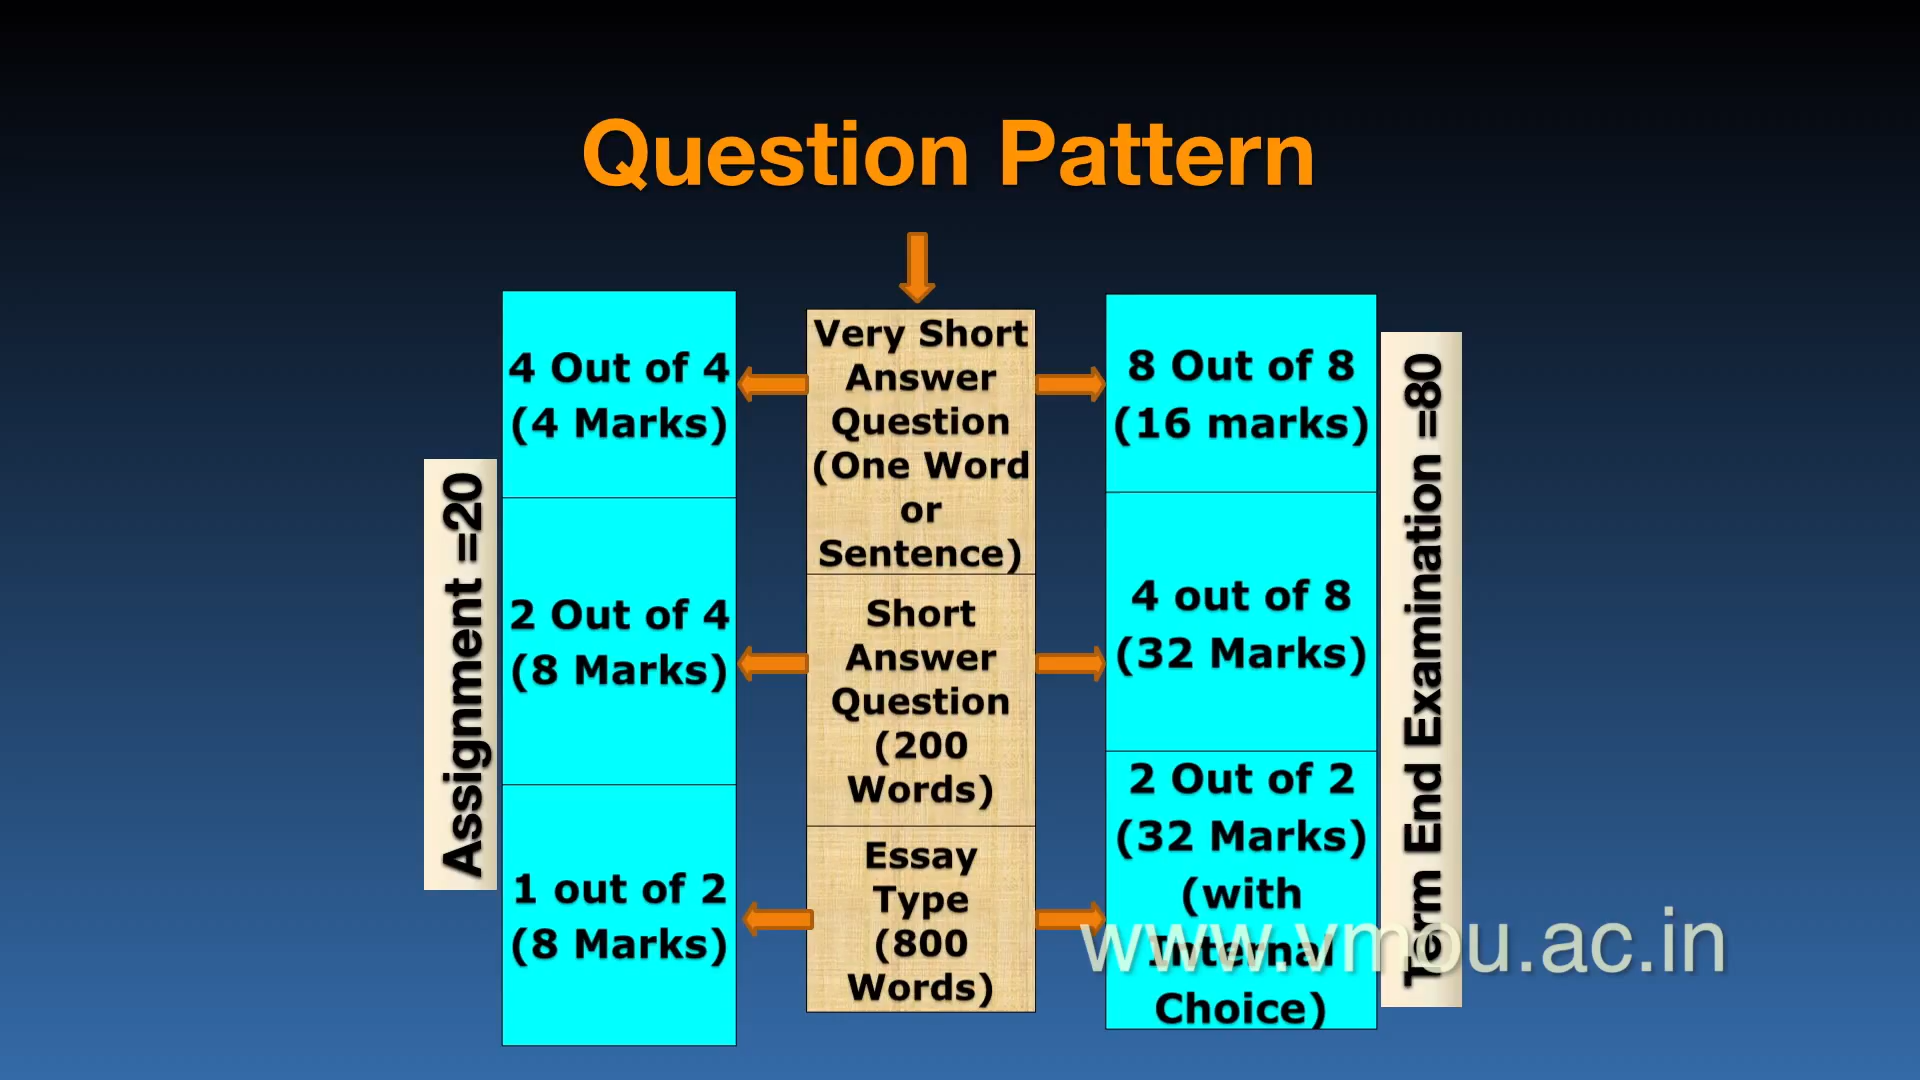 Question Pattern
Assignment =20
4 Out of 4
(4 Marks)
2 Out of 4
(8 Marks)
1 out of 2
(8 Marks)
Very Short
Answer
Question
(One Word
or
Sentence)
Short
Answer
Question
(200
Words)
Essay
Type
(800
Words)
8 Out of 8
(16 marks)
4 out of 8
(32 Marks)
2 Out of 2
(32 Marks)
(with
Internal
Choice)
Term End Examination =80
www.vmou.ac.in